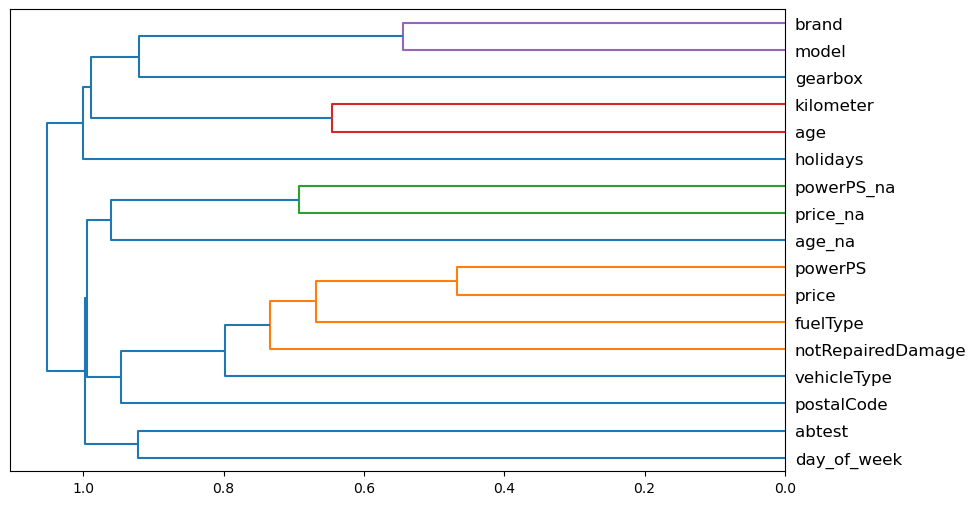 brand
model
gearbox
kilometer
age
holidays
powerPS_na
price_na
age_na
powerPS
price
fuelType
notRepairedDamage
vehicleType
postalCode
abtest
day_of_week
1.0 0.8 0.6 0.4 0.2 0.0